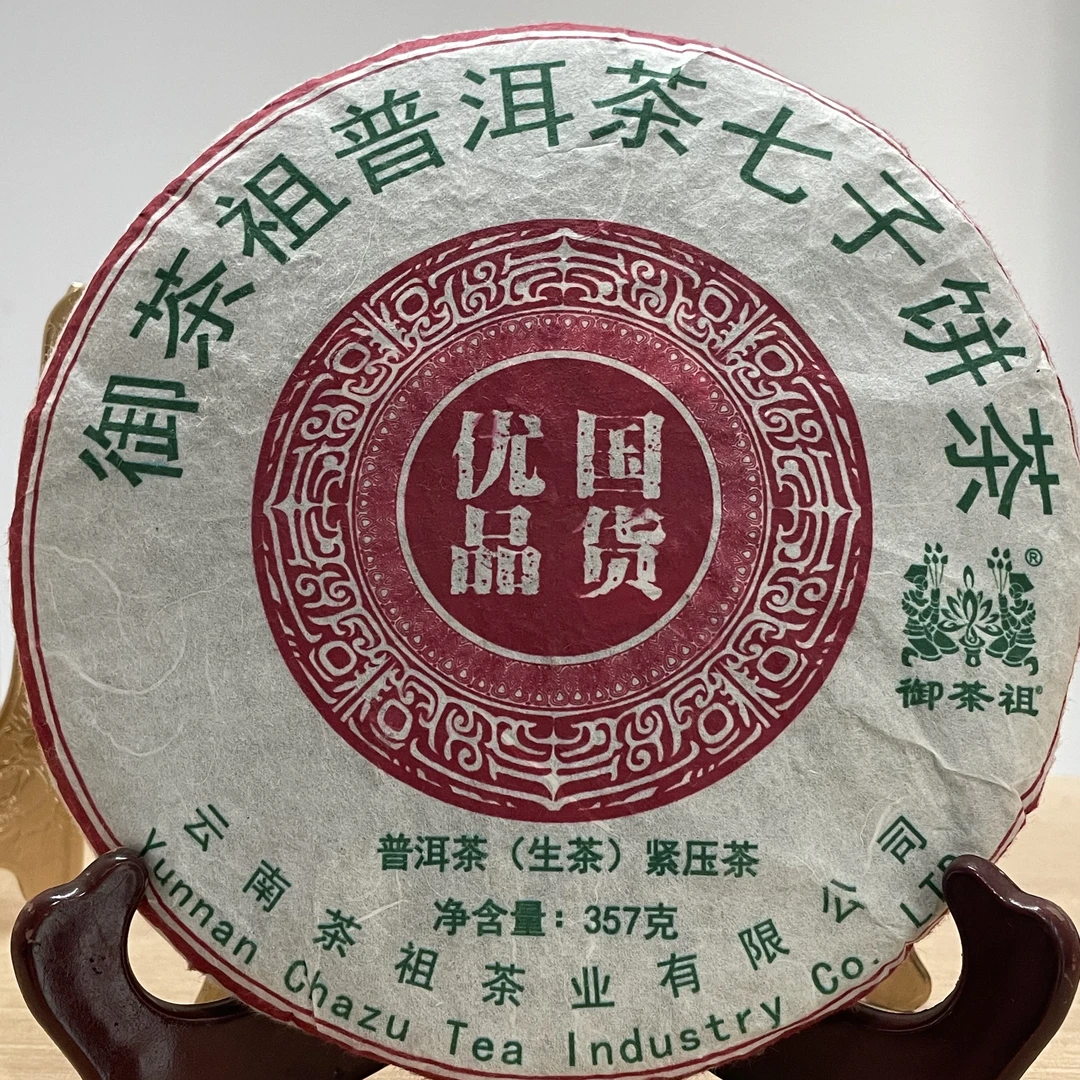 御茶祖普洱茶七子饼茶
国货
优品
®
御茶祖®
普洱茶（生茶）紧压茶
净含量：357克
云南茶祖茶业有限公司
Yunnan Chazu Tea Industry Co. LTD